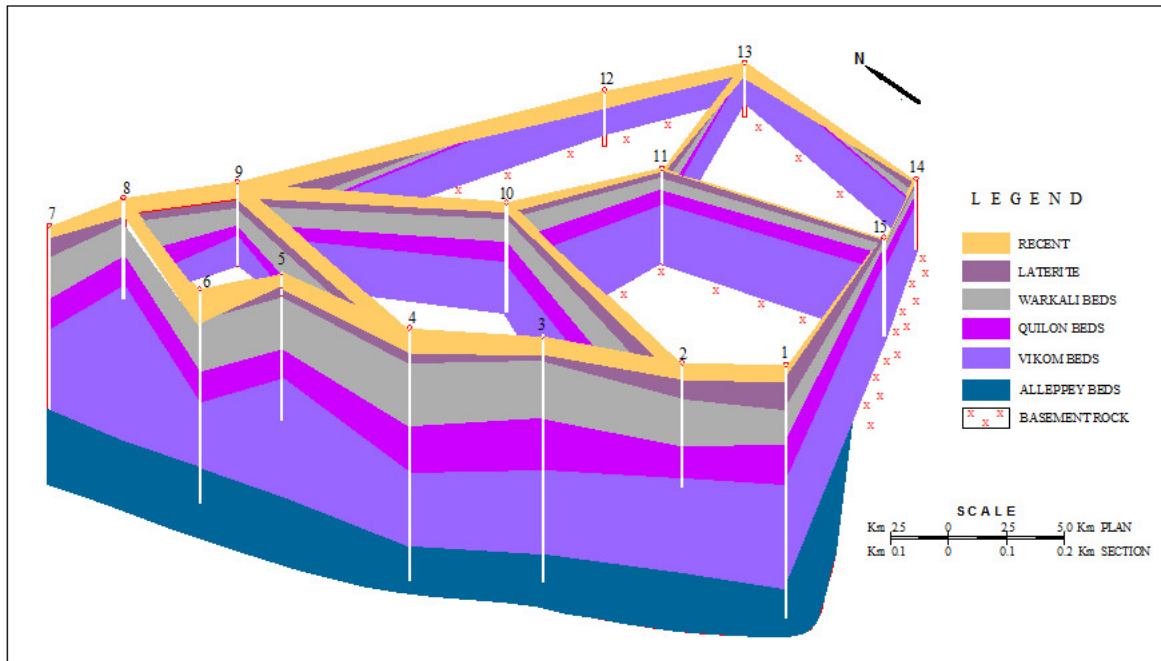 13
N
12
11
14
9
8
10
7
15
5
6
4
3
2
1
L E G E N D
RECENT
LATERITE
WARKALI BEDS
QUILON BEDS
VIKOM BEDS
ALLEPPEY BEDS
x x x BASEMENT ROCK
SCALE
Km 2.5 0 2.5 5.0 Km PLAN
Km 0.1 0 0.1 0.2 Km SECTION